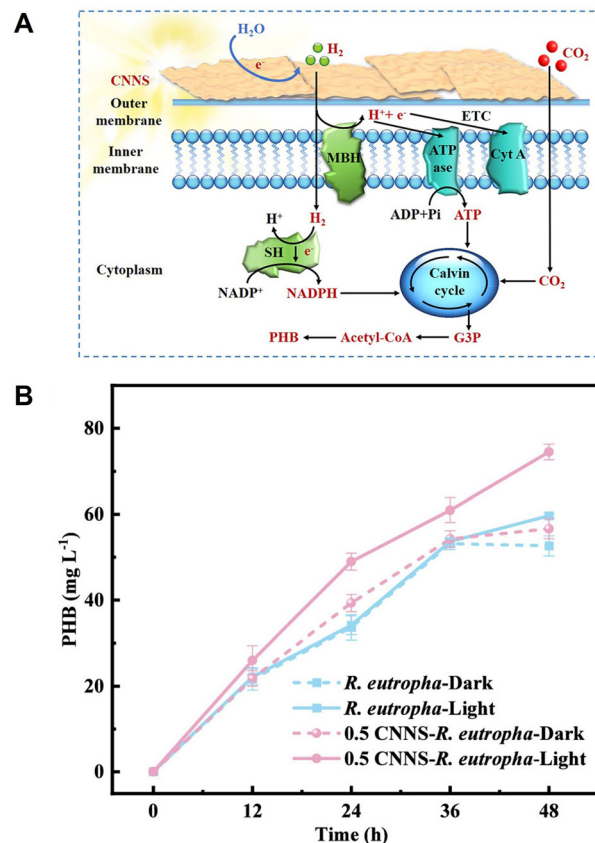 A
H₂O
H₂
CO₂
e⁻
CNNS
Outer
membrane
H⁺+ e⁻
ETC
Inner
membrane
MBH
ATP
ase
Cyt A
ADP+Pi
ATP
H⁺
H₂
SH
e⁻
Cytoplasm
NADP⁺
NADPH
Calvin
cycle
CO₂
PHB
Acetyl-CoA
G3P
B
PHB (mg L⁻¹)
80
60
40
20
0
R. eutropha-Dark
R. eutropha-Light
0.5 CNNS-R. eutropha-Dark
0.5 CNNS-R. eutropha-Light
0 12 24 36 48
Time (h)